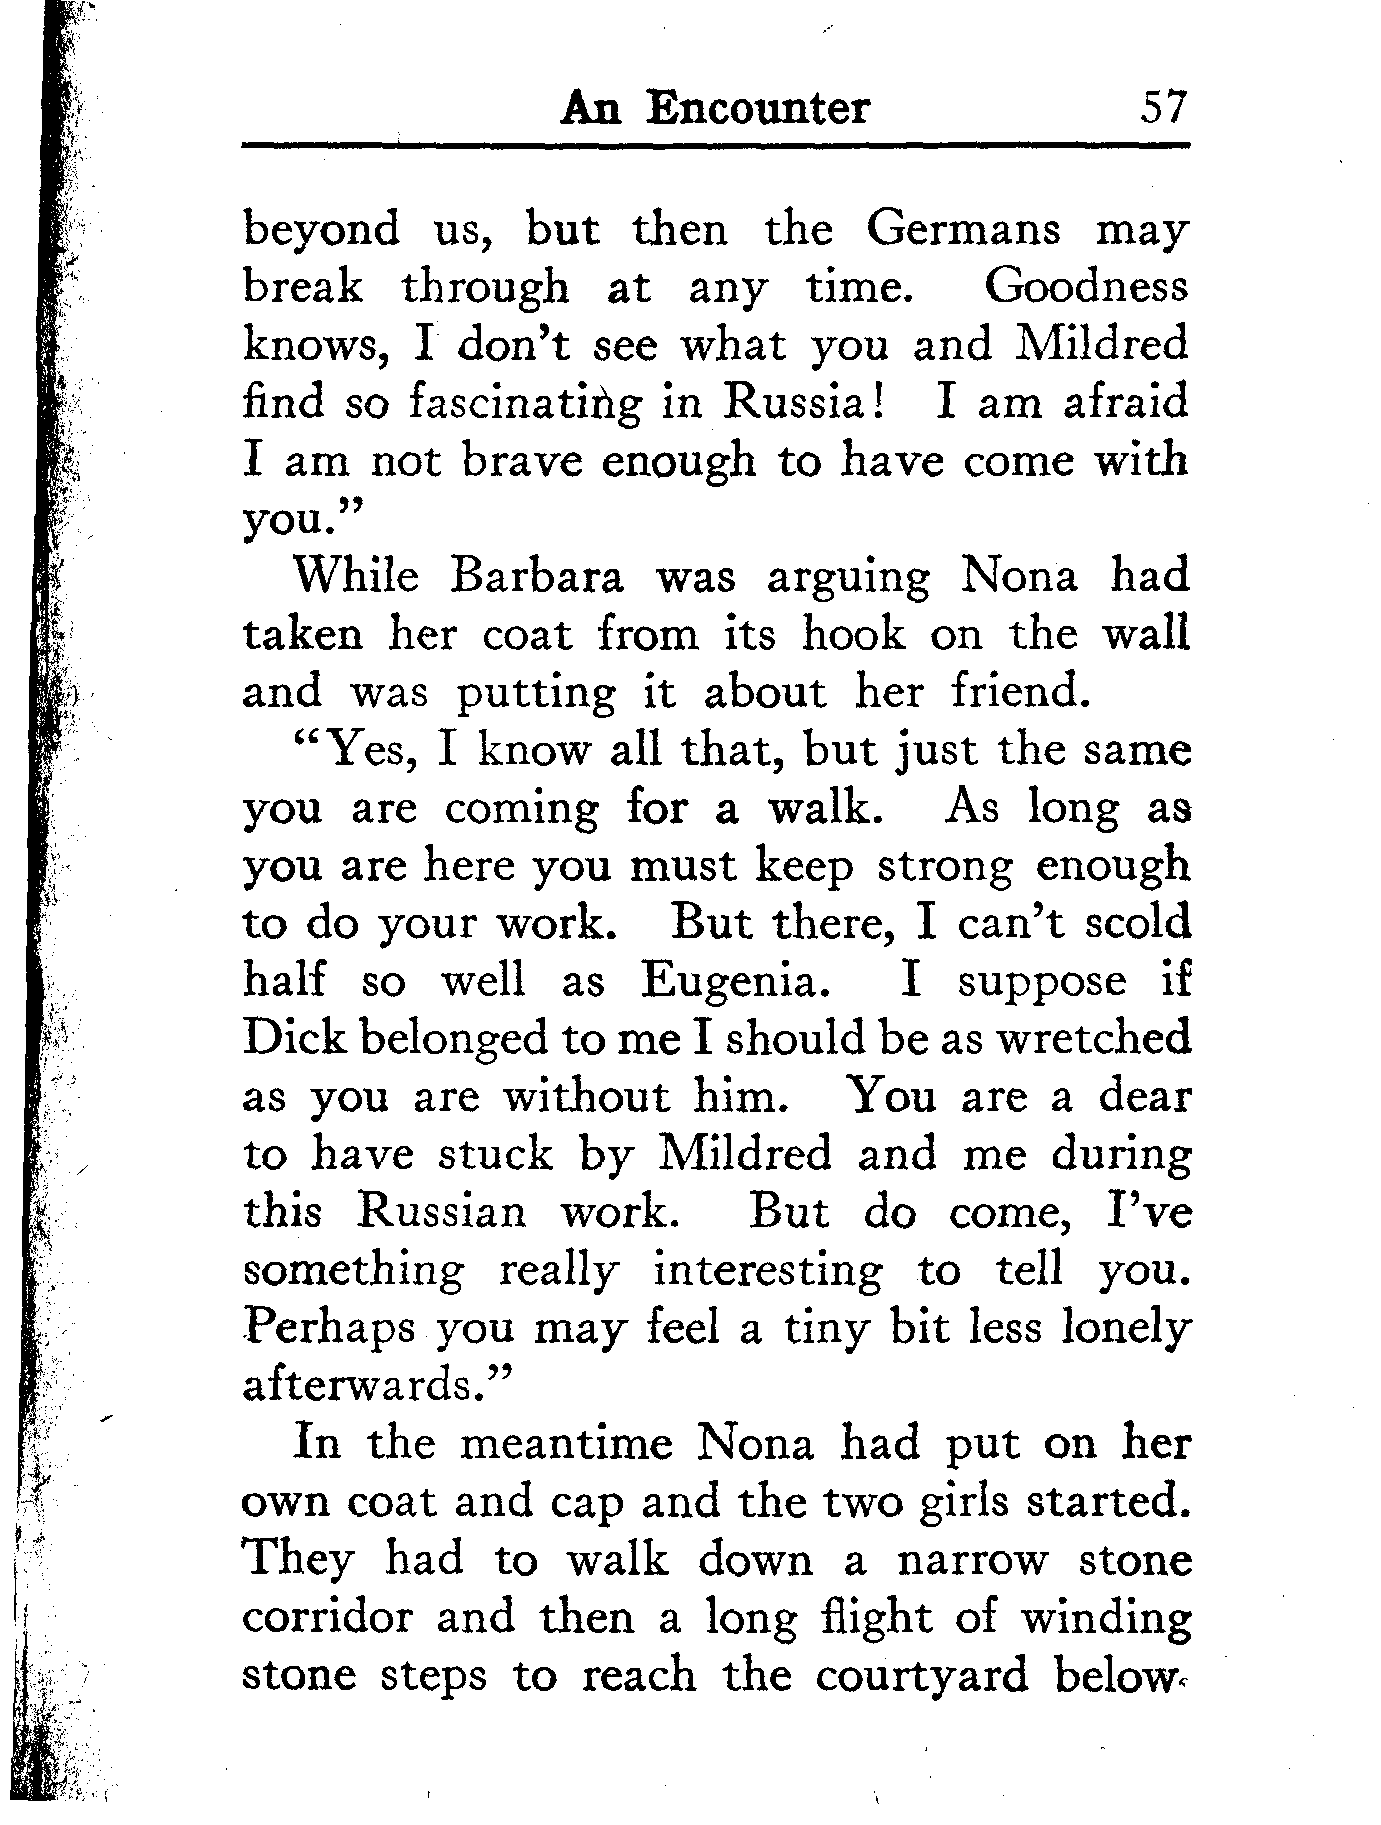 An Encounter 57
beyond us, but then the Germans may
break through at any time. Goodness
knows, I don't see what you and Mildred
find so fascinating in Russia! I am afraid
I am not brave enough to have come with
you."
While Barbara was arguing Nona had
taken her coat from its hook on the wall
and was putting it about her friend.
"Yes, I know all that, but just the same
you are coming for a walk. As long as
you are here you must keep strong enough
to do your work. But there, I can't scold
half so well as Eugenia. I suppose if
Dick belonged to me I should be as wretched
as you are without him. You are a dear
to have stuck by Mildred and me during
this Russian work. But do come, I've
something really interesting to tell you.
Perhaps you may feel a tiny bit less lonely
afterwards."
In the meantime Nona had put on her
own coat and cap and the two girls started.
They had to walk down a narrow stone
corridor and then a long flight of winding
stone steps to reach the courtyard below.